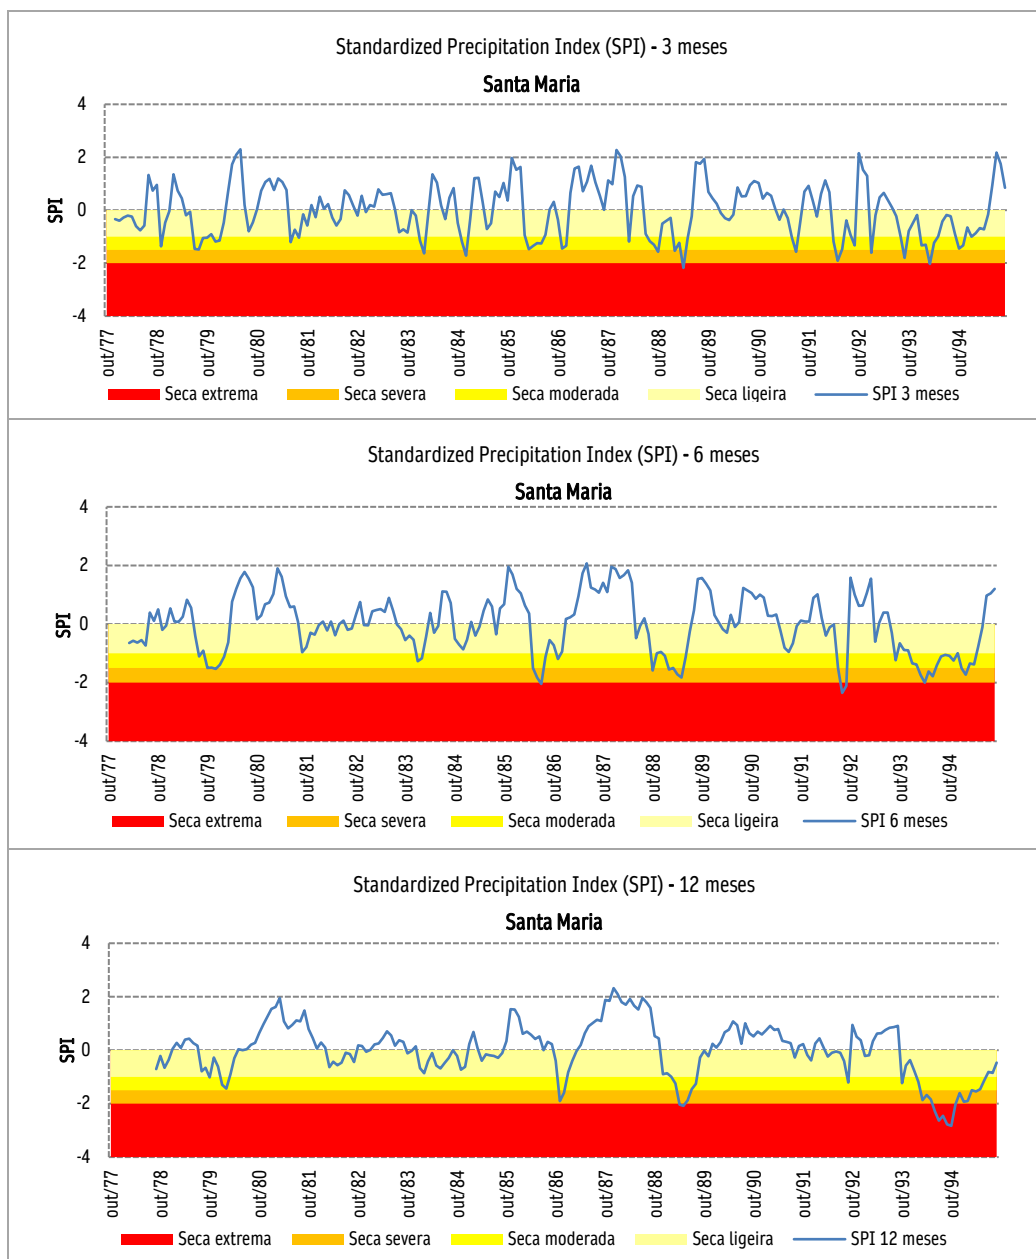 Standardized Precipitation Index (SPI) - 3 meses
Santa Maria
4
2
0
-2
-4
SPI
out/77
out/78
out/79
out/80
out/81
out/82
out/83
out/84
out/85
out/86
out/87
out/88
out/89
out/90
out/91
out/92
out/93
out/94
Seca extrema Seca severa Seca moderada Seca ligeira SPI 3 meses
Standardized Precipitation Index (SPI) - 6 meses
Santa Maria
4
2
0
-2
-4
SPI
out/77
out/78
out/79
out/80
out/81
out/82
out/83
out/84
out/85
out/86
out/87
out/88
out/89
out/90
out/91
out/92
out/93
out/94
Seca extrema Seca severa Seca moderada Seca ligeira SPI 6 meses
Standardized Precipitation Index (SPI) - 12 meses
Santa Maria
4
2
0
-2
-4
SPI
out/77
out/78
out/79
out/80
out/81
out/82
out/83
out/84
out/85
out/86
out/87
out/88
out/89
out/90
out/91
out/92
out/93
out/94
Seca extrema Seca severa Seca moderada Seca ligeira SPI 12 meses